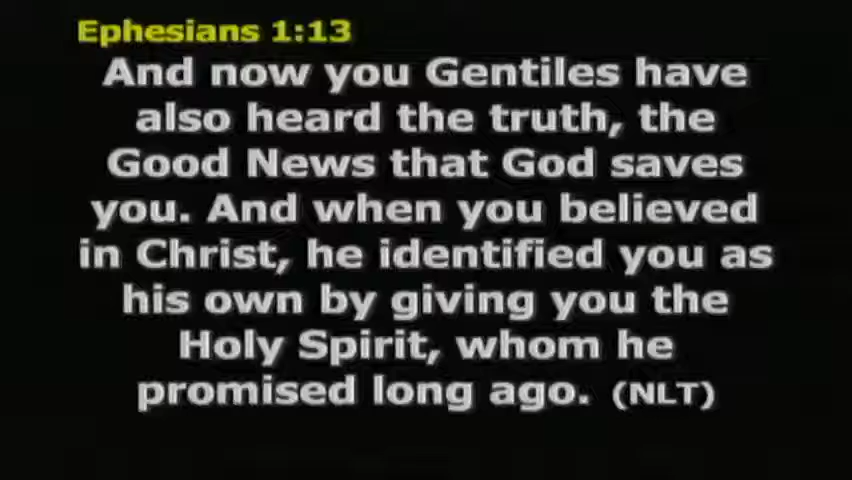 Ephesians 1:13
And now you Gentiles have
also heard the truth, the
Good News that God saves
you. And when you believed
in Christ, he identified you as
his own by giving you the
Holy Spirit, whom he
promised long ago. (NLT)